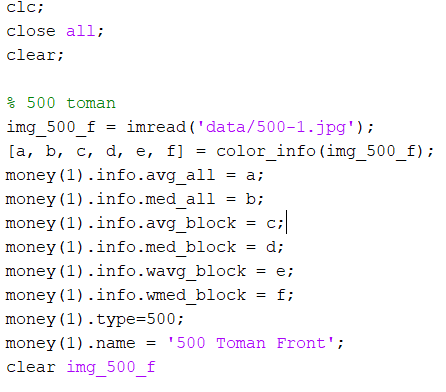 clc;
close all;
clear;
% 500 toman
img_500_f = imread('data/500-1.jpg');
[a, b, c, d, e, f] = color_info(img_500_f);
money(1).info.avg_all = a;
money(1).info.med_all = b;
money(1).info.avg_block = c;
money(1).info.med_block = d;
money(1).info.wavg_block = e;
money(1).info.wmed_block = f;
money(1).type=500;
money(1).name = '500 Toman Front';
clear img_500_f